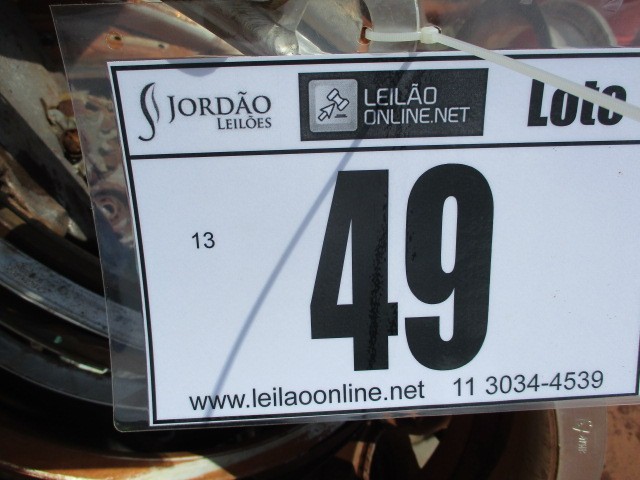 JORDÃO
LEILÕES
LEILÃO
ONLINE.NET
Lote
13
49
www.leilaoonline.net 11 3034-4539